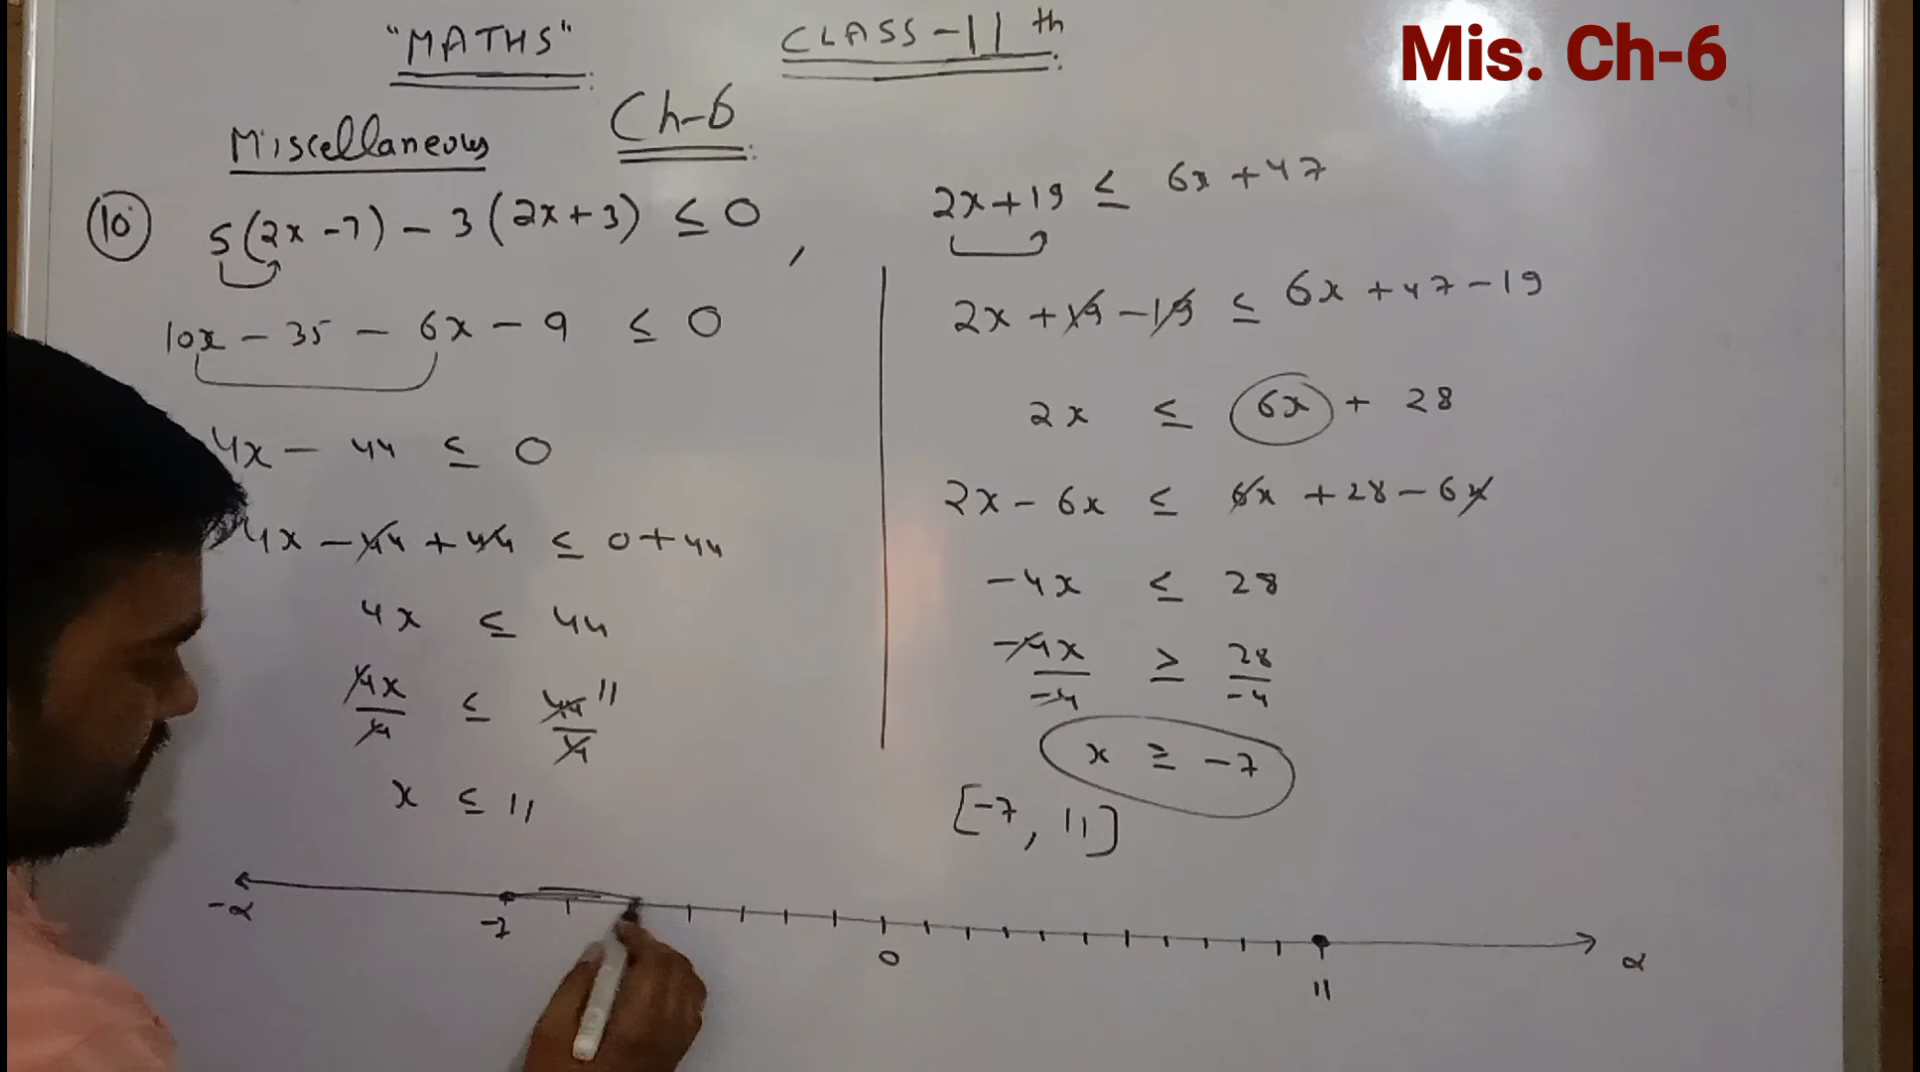 "MATHS" CLASS-11th
Mis. Ch-6
Ch-6
Miscellaneous
10 5(2x-7) - 3(2x+3) ≤ 0 ,
10x - 35 - 6x - 9 ≤ 0
4x - 44 ≤ 0
4x - 44 + 44 ≤ 0 + 44
4x ≤ 44
4x/4 ≤ 44/4 11
x ≤ 11
2x+19 ≤ 6x+47
2x + 19 - 19 ≤ 6x + 47 - 19
2x ≤ 6x + 28
2x - 6x ≤ 6x + 28 - 6x
-4x ≤ 28
-4x/-4 ≥ 28/-4
x ≥ -7
[-7, 11]
-∝ -7 0 11 ∝